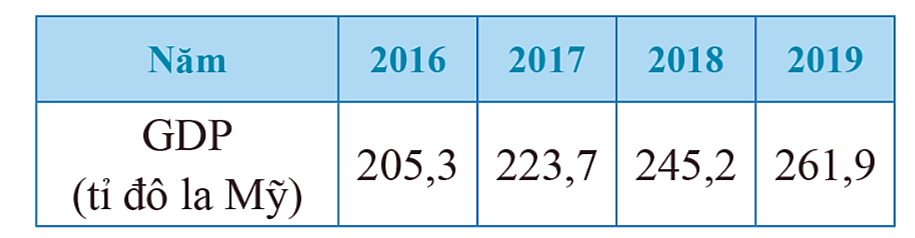 Năm 2016 2017 2018 2019
GDP
(tỉ đô la Mỹ) 205,3 223,7 245,2 261,9